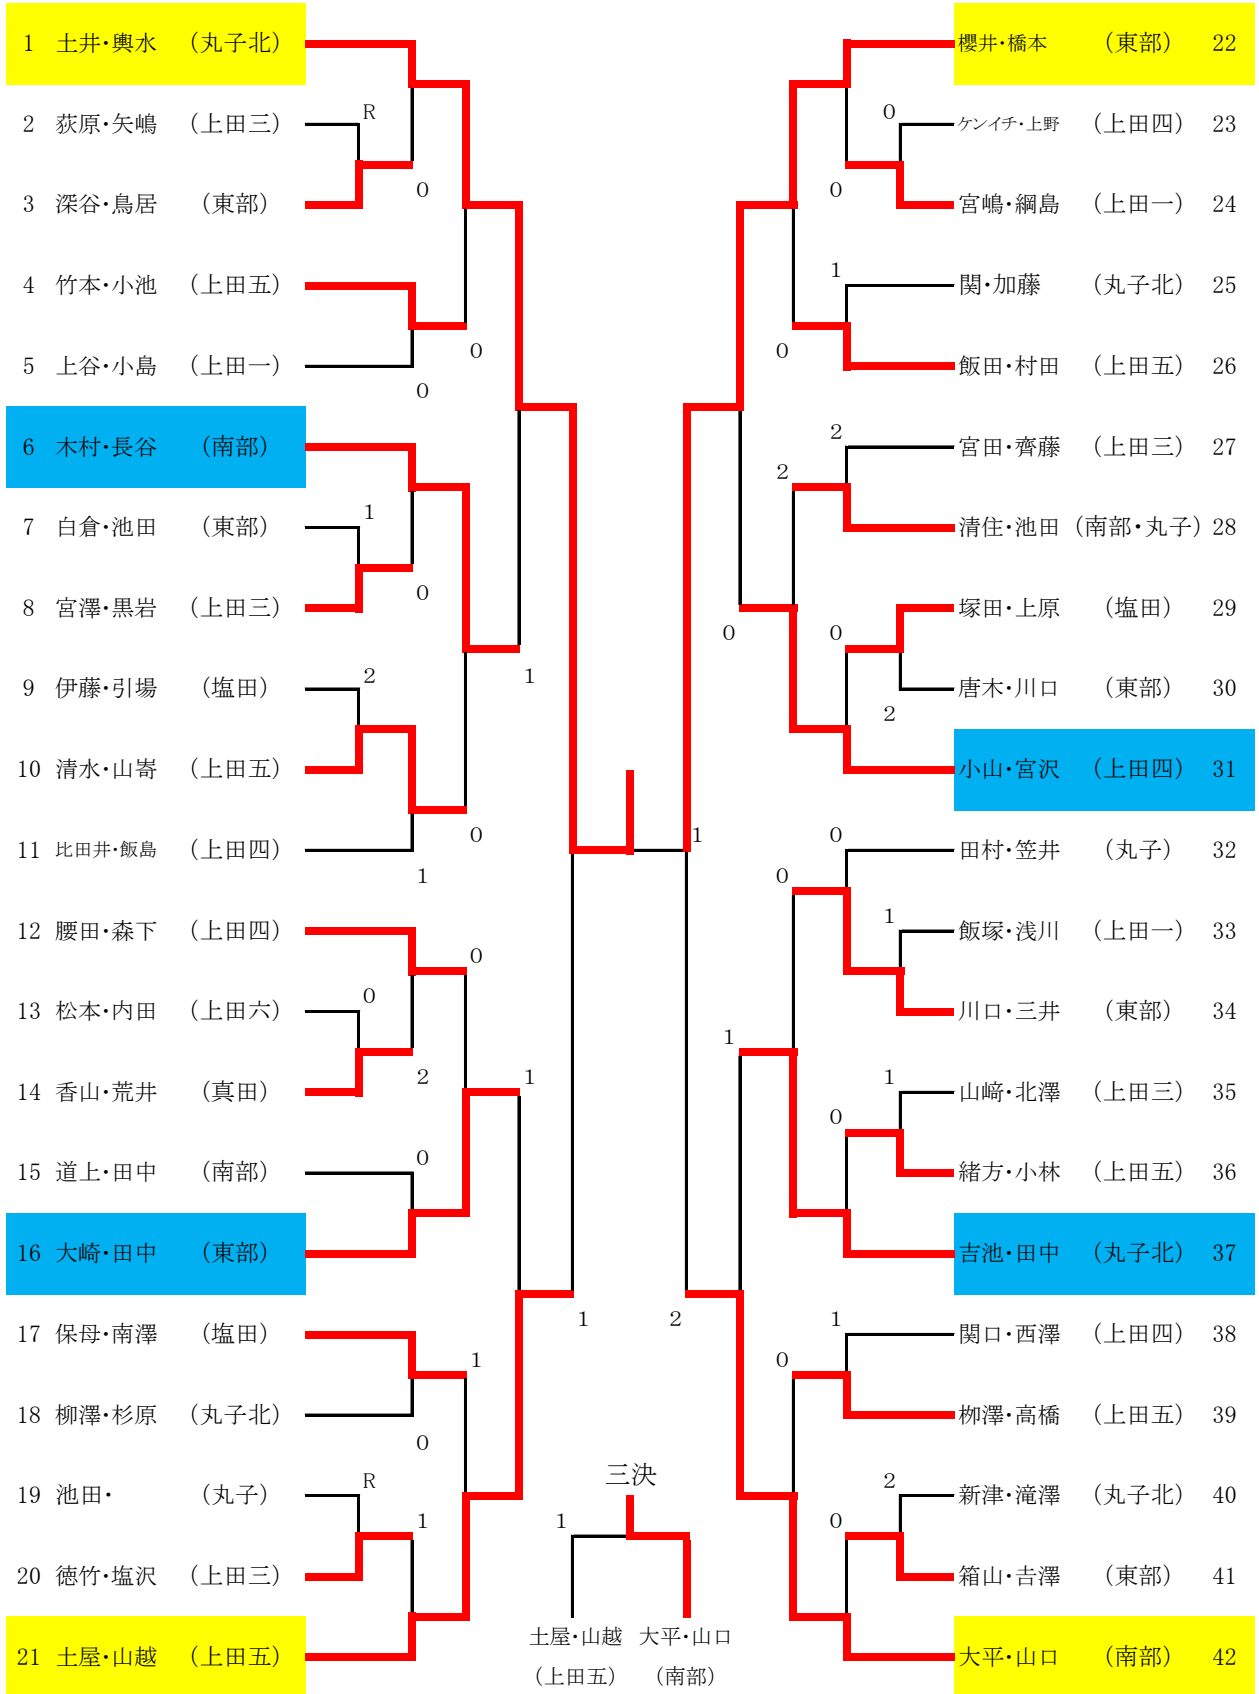 1 土井・輿水 (丸子北)
2 荻原・矢嶋 (上田三)
R
3 深谷・鳥居 (東部)
0
4 竹本・小池 (上田五)
0
5 上谷・小島 (上田一)
0
6 木村・長谷 (南部)
7 白倉・池田 (東部)
1
8 宮澤・黒岩 (上田三)
0
9 伊藤・引場 (塩田)
2
1
10 清水・山嵜 (上田五)
0
11 比田井・飯島 (上田四)
1
12 腰田・森下 (上田四)
0
13 松本・内田 (上田六)
0
14 香山・荒井 (真田)
2
1
15 道上・田中 (南部)
0
16 大崎・田中 (東部)
17 保母・南澤 (塩田)
1
1
18 柳澤・杉原 (丸子北)
0
19 池田・ (丸子)
R
1
20 徳竹・塩沢 (上田三)
21 土屋・山越 (上田五)
櫻井・橋本 (東部) 22
0
ケンイチ・上野 (上田四) 23
0
宮嶋・綱島 (上田一) 24
1
関・加藤 (丸子北) 25
0
飯田・村田 (上田五) 26
2
宮田・齊藤 (上田三) 27
2
清住・池田 (南部・丸子) 28
塚田・上原 (塩田) 29
0
0
唐木・川口 (東部) 30
2
小山・宮沢 (上田四) 31
1
0
田村・笠井 (丸子) 32
0
1
飯塚・浅川 (上田一) 33
川口・三井 (東部) 34
1
1
山﨑・北澤 (上田三) 35
0
緒方・小林 (上田五) 36
吉池・田中 (丸子北) 37
2
1
関口・西澤 (上田四) 38
0
栁澤・高橋 (上田五) 39
2
新津・滝澤 (丸子北) 40
0
箱山・吉澤 (東部) 41
大平・山口 (南部) 42
三決
1
土屋・山越 大平・山口
(上田五) (南部)